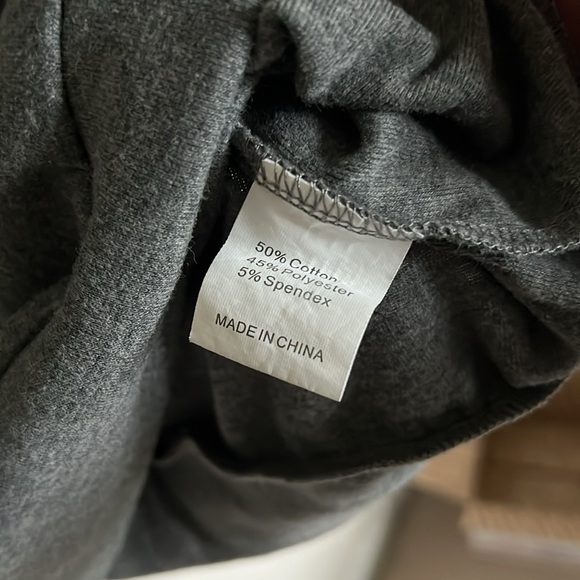 50% Cotton
45% Polyester
5% Spendex
MADE IN CHINA